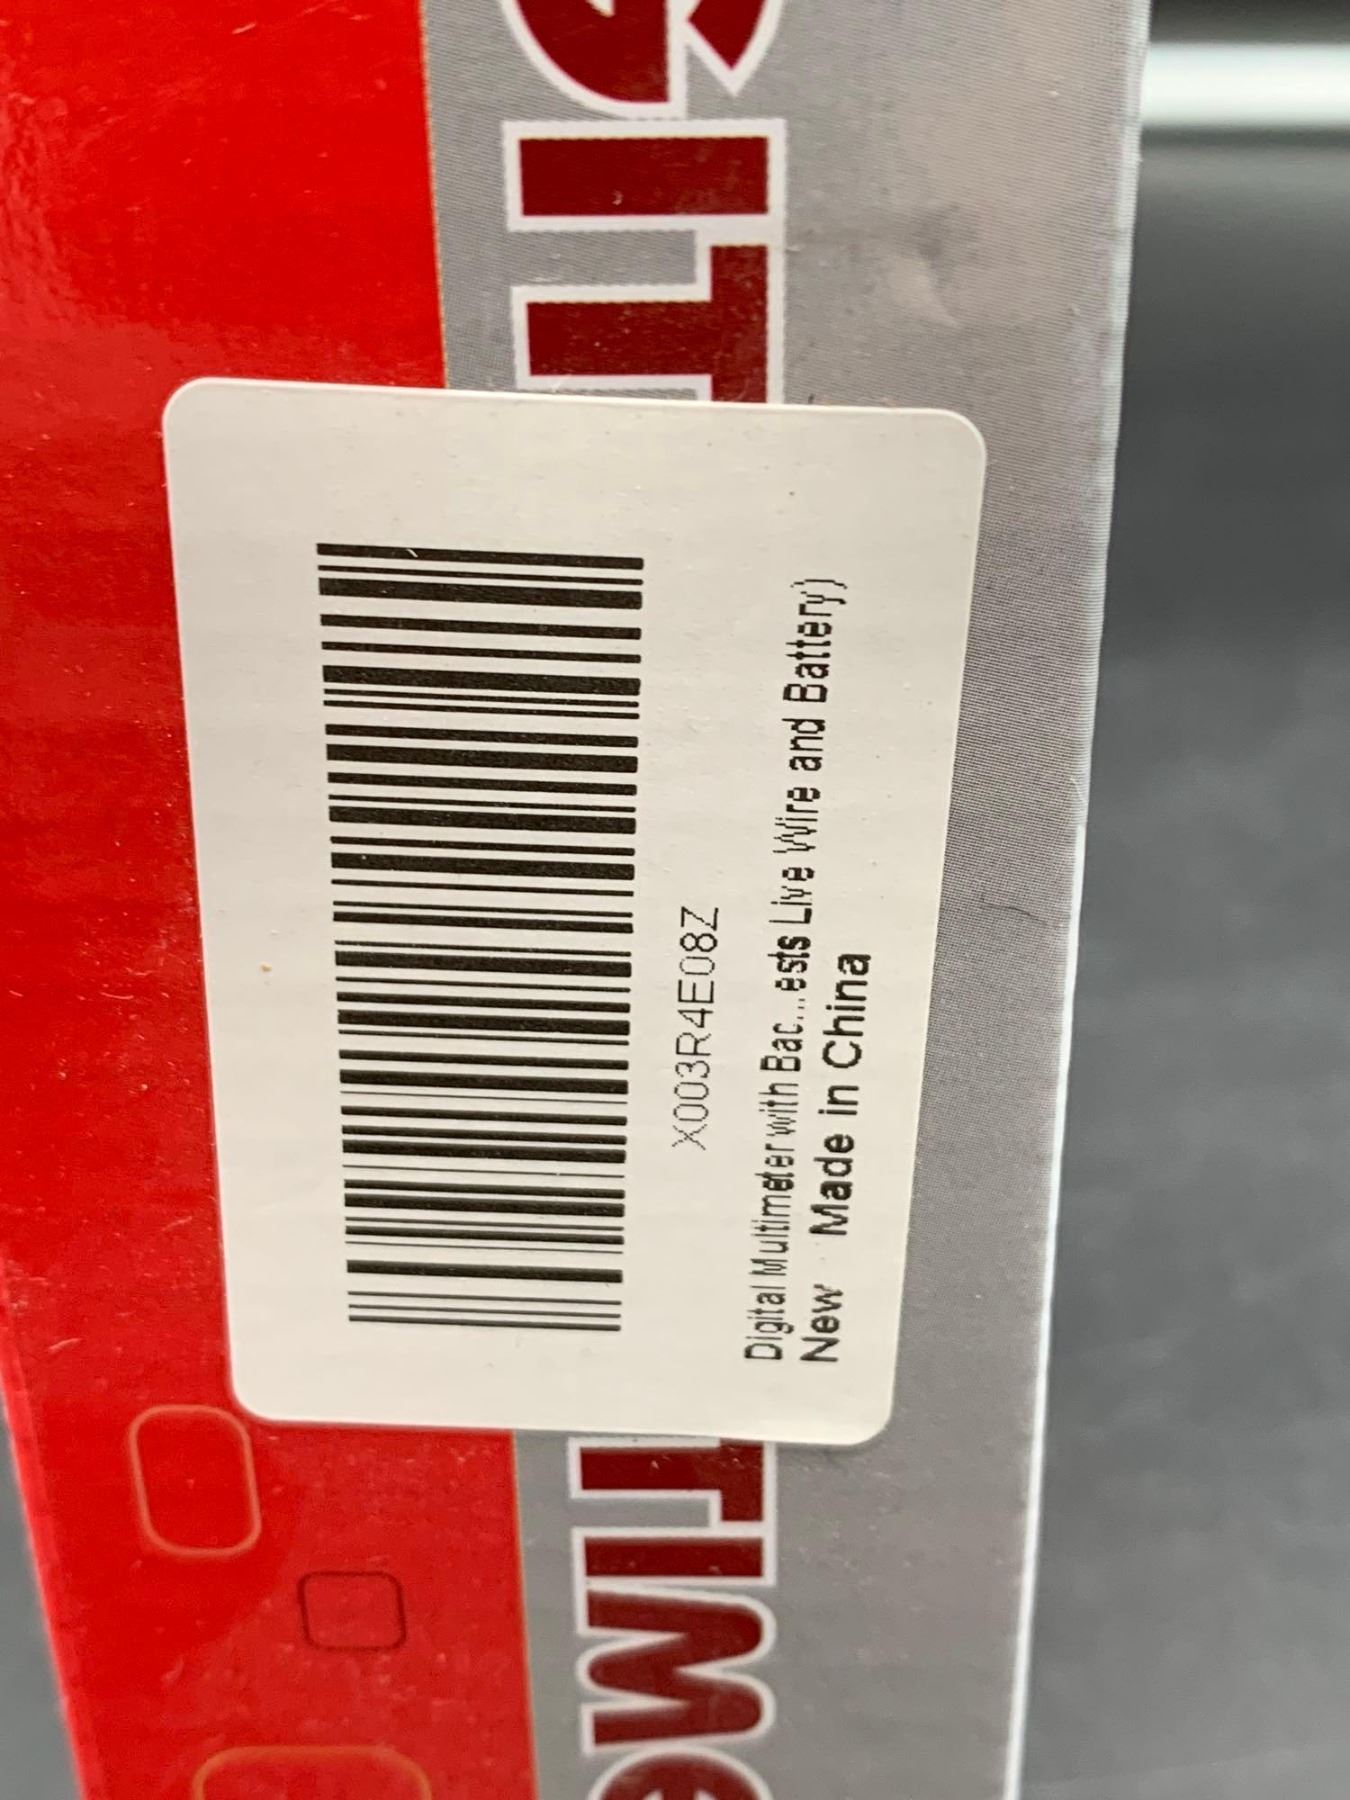 X003R4E08Z
Digital Multimeter with Bac...ests Live Wire and Battery)
New Made in China